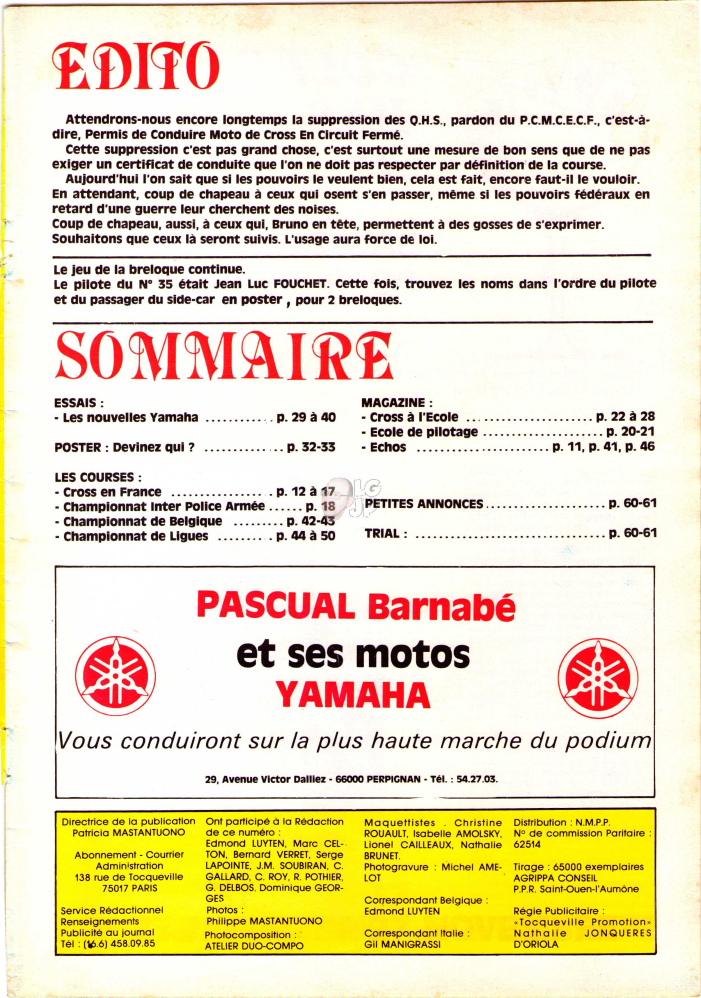 EDITO
Attendrons-nous encore longtemps la suppression des Q.H.S., pardon du P.C.M.C.E.C.F., c'est-à-
dire, Permis de Conduire Moto de Cross En Circuit Fermé.
Cette suppression c'est pas grand chose, c'est surtout une mesure de bon sens que de ne pas
exiger un certificat de conduite que l'on ne doit pas respecter par définition de la course.
Aujourd'hui l'on sait que si les pouvoirs le veulent bien, cela est fait, encore faut-il le vouloir.
En attendant, coup de chapeau à ceux qui osent s'en passer, même si les pouvoirs fédéraux en
retard d'une guerre leur cherchent des noises.
Coup de chapeau, aussi, à ceux qui, Bruno en tête, permettent à des gosses de s'exprimer.
Souhaitons que ceux là seront suivis. L'usage aura force de loi.
Le jeu de la breloque continue.
Le pilote du N° 35 était Jean Luc FOUCHET. Cette fois, trouvez les noms dans l'ordre du pilote
et du passager du side-car en poster, pour 2 breloques.
SOMMAIRE
ESSAIS :
- Les nouvelles Yamaha ............ p. 29 à 40
POSTER : Devinez qui ? .............. p. 32-33
LES COURSES :
- Cross en France ................. p. 12 à 17
- Championnat Inter Police Armée ...... p. 18
- Championnat de Belgique ......... p. 42-43
- Championnat de Ligues ......... p. 44 à 50
MAGAZINE :
- Cross à l'Ecole ...................... p. 22 à 28
- Ecole de pilotage ..................... p. 20-21
- Echos .................... p. 11, p. 41, p. 46
PETITES ANNONCES ..................... p. 60-61
TRIAL : ................................. p. 60-61
LG
JP
PASCUAL Barnabé
et ses motos
YAMAHA
Vous conduiront sur la plus haute marche du podium
29, Avenue Victor Dalliez - 66000 PERPIGNAN - Tél. : 54.27.03.
Directrice de la publication
Patricia MASTANTUONO
Abonnement - Courrier
Administration
138 rue de Tocqueville
75017 PARIS
Service Rédactionnel
Renseignements
Publicité au journal
Tél : (16.6) 458.09.85
Ont participé à la Rédaction
de ce numéro :
Edmond LUYTEN, Marc CEL-
TON, Bernard VERRET, Serge
LAPOINTE, J.M. SOUBIRAN, C.
GALLARD, C. ROY, R. POTHIER,
G. DELBOS, Dominique GEOR-
GES
Photos :
Philippe MASTANTUONO
Photocomposition :
ATELIER DUO-COMPO
Maquettistes . Christine
ROUAULT, Isabelle AMOLSKY,
Lionel CAILLEAUX, Nathalie
BRUNET.
Photogravure : Michel AME-
LOT
Correspondant Belgique :
Edmond LUYTEN
Correspondant Italie :
Gil MANIGRASSI
Distribution : N.M.P.P.
N° de commission Paritaire :
62514
Tirage : 65000 exemplaires
AGRIPPA CONSEIL
P.P.R. Saint-Ouen-l'Aumône
Régie Publicitaire :
«Tocqueville Promotion»
Nathalie JONQUERES
D'ORIOLA